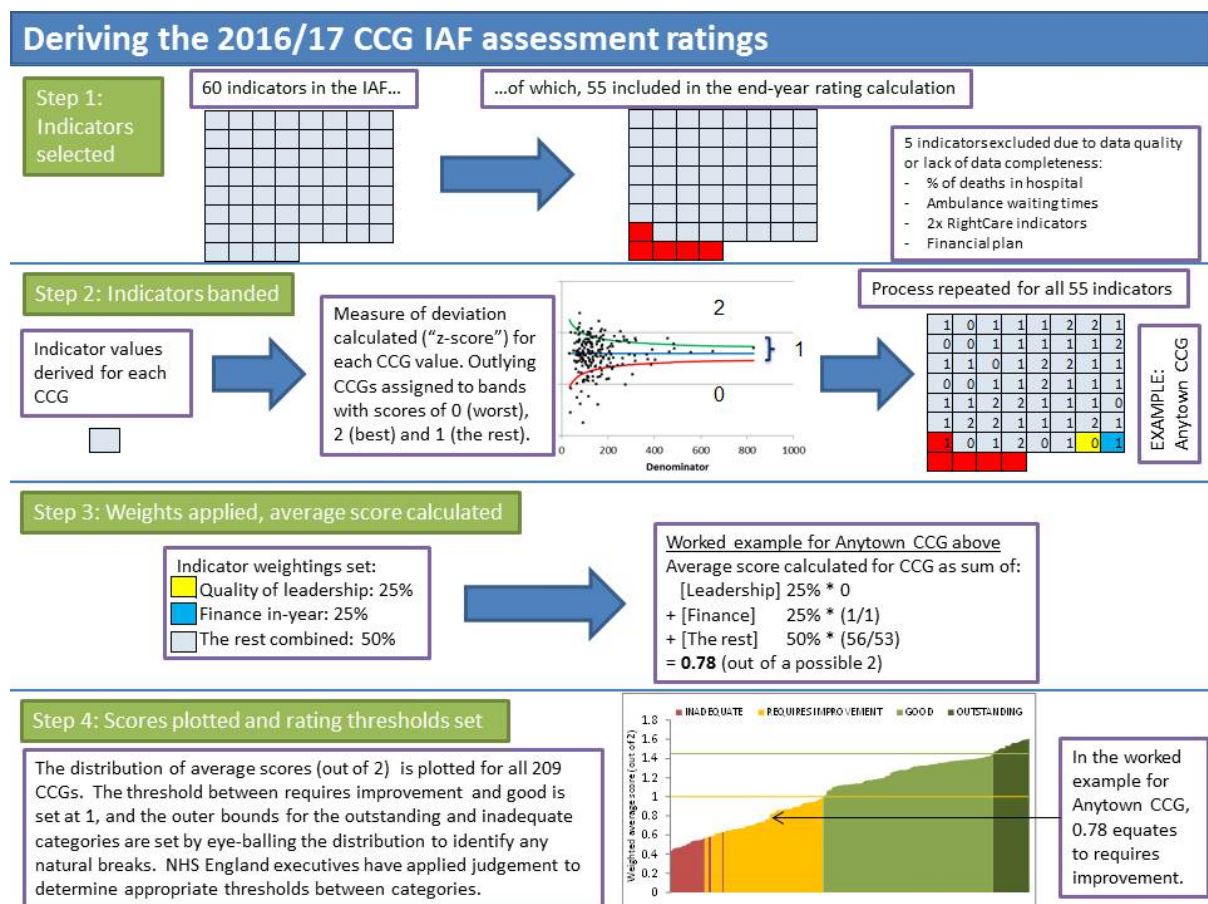 Deriving the 2016/17 CCG IAF assessment ratings
Step 1:
Indicators
selected
60 indicators in the IAF...
...of which, 55 included in the end-year rating calculation
5 indicators excluded due to data quality
or lack of data completeness:
- % of deaths in hospital
- Ambulance waiting times
- 2x RightCare indicators
- Financial plan
Step 2: Indicators banded
Indicator values
derived for each
CCG
Measure of deviation
calculated ("z-score") for
each CCG value. Outlying
CCGs assigned to bands
with scores of 0 (worst),
2 (best) and 1 (the rest).
2
1
0
0 200 400 600 800 1000
Denominator
Process repeated for all 55 indicators
1 0 1 1 1 2 2 1
0 0 1 1 1 1 1 2
1 1 0 1 2 2 1 1
0 0 1 1 2 1 1 1
1 1 2 2 1 1 1 0
1 2 2 1 1 1 2 1
1 0 1 2 0 1 0 1
EXAMPLE:
Anytown CCG
Step 3: Weights applied, average score calculated
Indicator weightings set:
Quality of leadership: 25%
Finance in-year: 25%
The rest combined: 50%
Worked example for Anytown CCG above
Average score calculated for CCG as sum of:
[Leadership] 25% * 0
+ [Finance] 25% * (1/1)
+ [The rest] 50% * (56/53)
= 0.78 (out of a possible 2)
Step 4: Scores plotted and rating thresholds set
The distribution of average scores (out of 2) is plotted for all 209
CCGs. The threshold between requires improvement and good is
set at 1, and the outer bounds for the outstanding and inadequate
categories are set by eye-balling the distribution to identify any
natural breaks. NHS England executives have applied judgement to
determine appropriate thresholds between categories.
INADEQUATE REQUIRES IMPROVEMENT GOOD OUTSTANDING
Weighted average score (out of 2)
1.8
1.6
1.4
1.2
1
0.8
0.6
0.4
0.2
0
In the worked
example for
Anytown CCG,
0.78 equates
to requires
improvement.